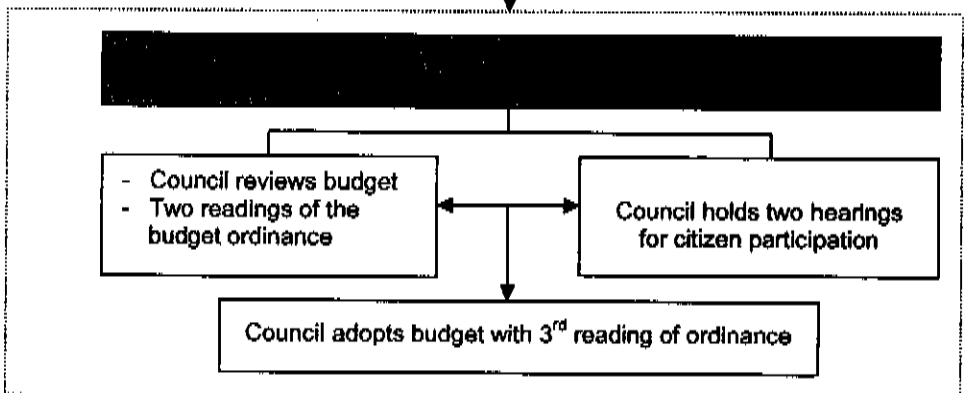 - Council reviews budget
- Two readings of the
budget ordinance
Council holds two hearings
for citizen participation
Council adopts budget with 3rd reading of ordinance